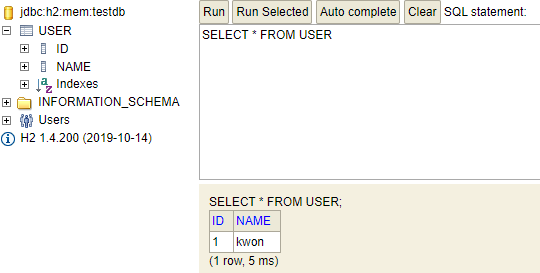 jdbc:h2:mem:testdb
USER
ID
NAME
Indexes
INFORMATION_SCHEMA
Users
H2 1.4.200 (2019-10-14)
Run Run Selected Auto complete Clear SQL statement:
SELECT * FROM USER
SELECT * FROM USER;
ID NAME
1 kwon
(1 row, 5 ms)